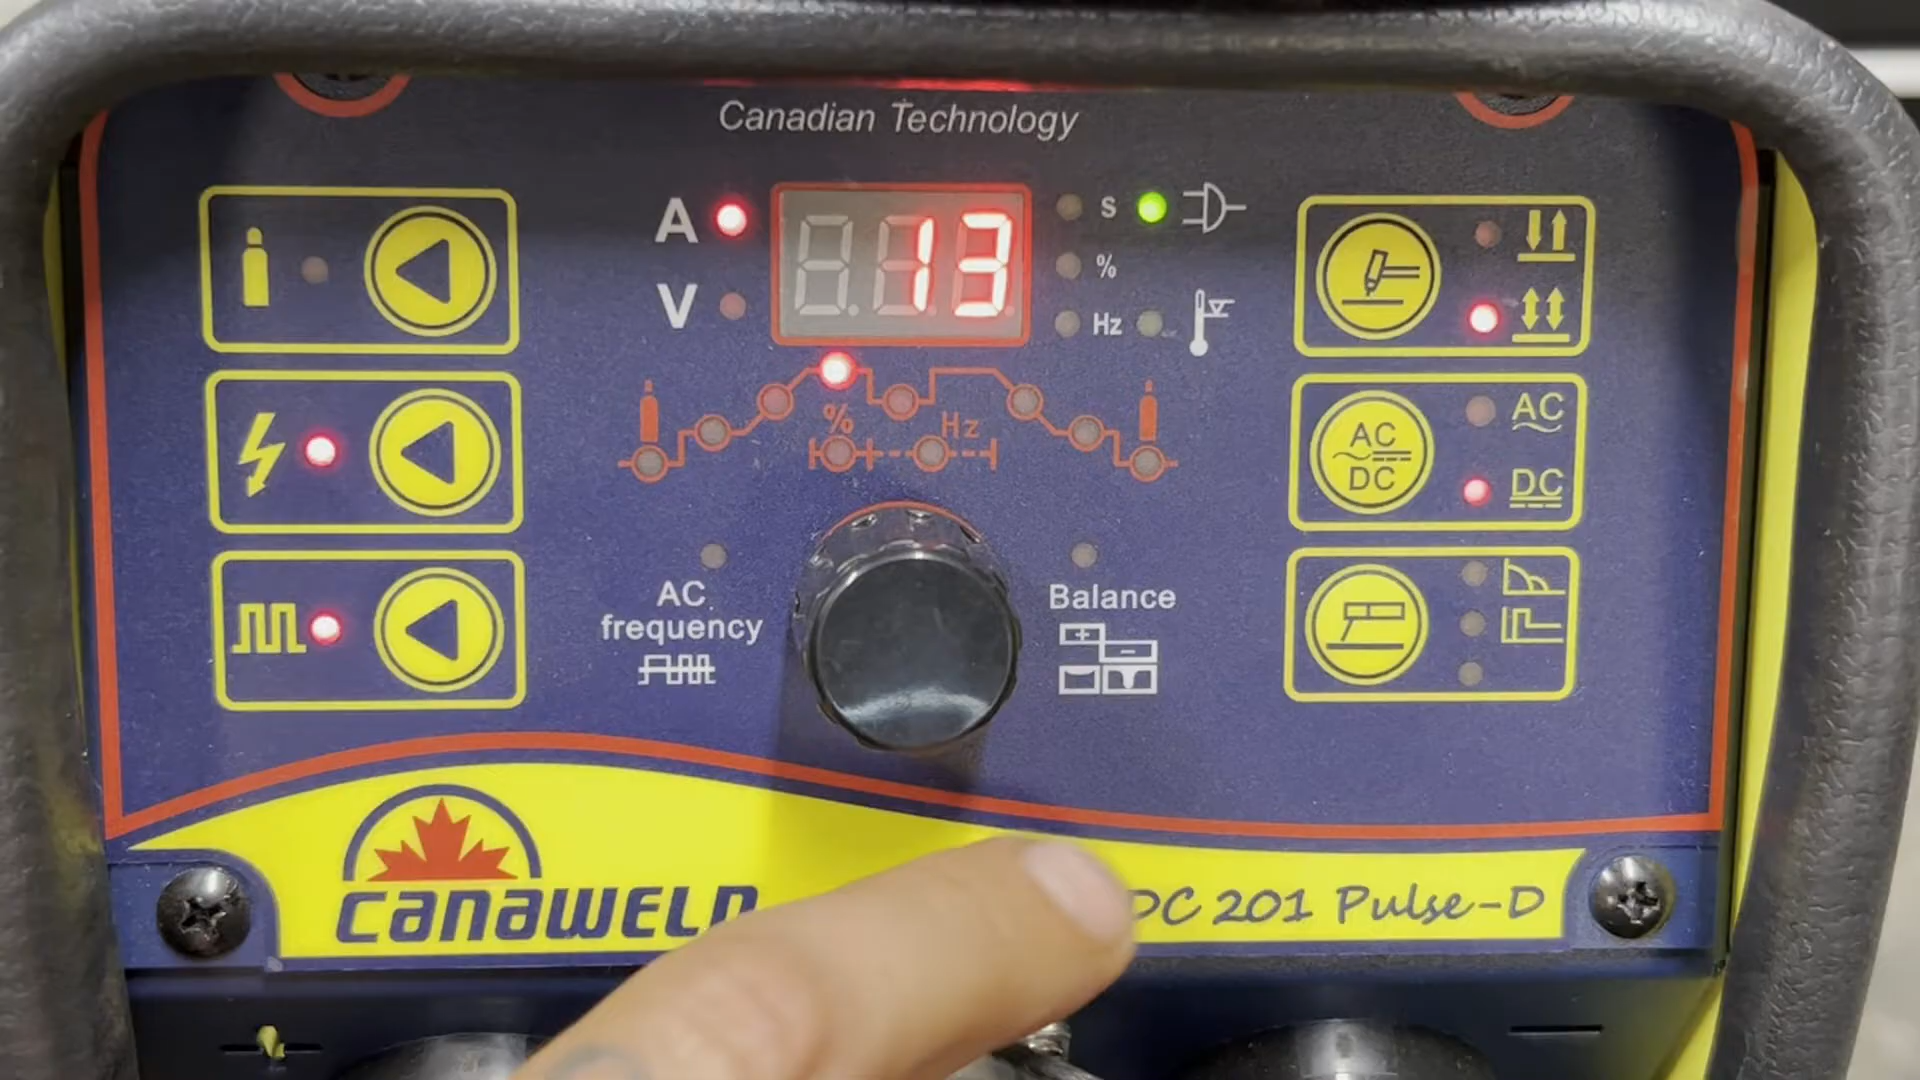 Canadian Technology
A
13
S
V
%
Hz
%
Hz
AC
DC
AC
DC
AC
frequency
Balance
CANAWELD
DC 201 Pulse-D